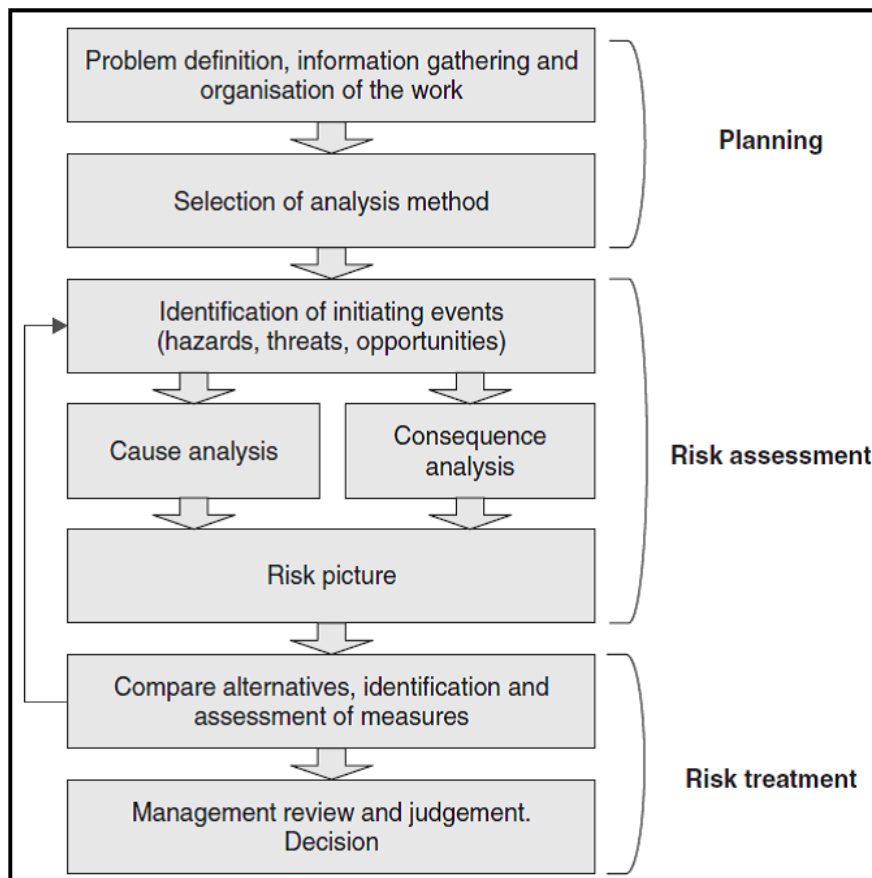 Problem definition, information gathering and
organisation of the work
Planning
Selection of analysis method
Identification of initiating events
(hazards, threats, opportunities)
Cause analysis
Consequence
analysis
Risk assessment
Risk picture
Compare alternatives, identification and
assessment of measures
Risk treatment
Management review and judgement.
Decision